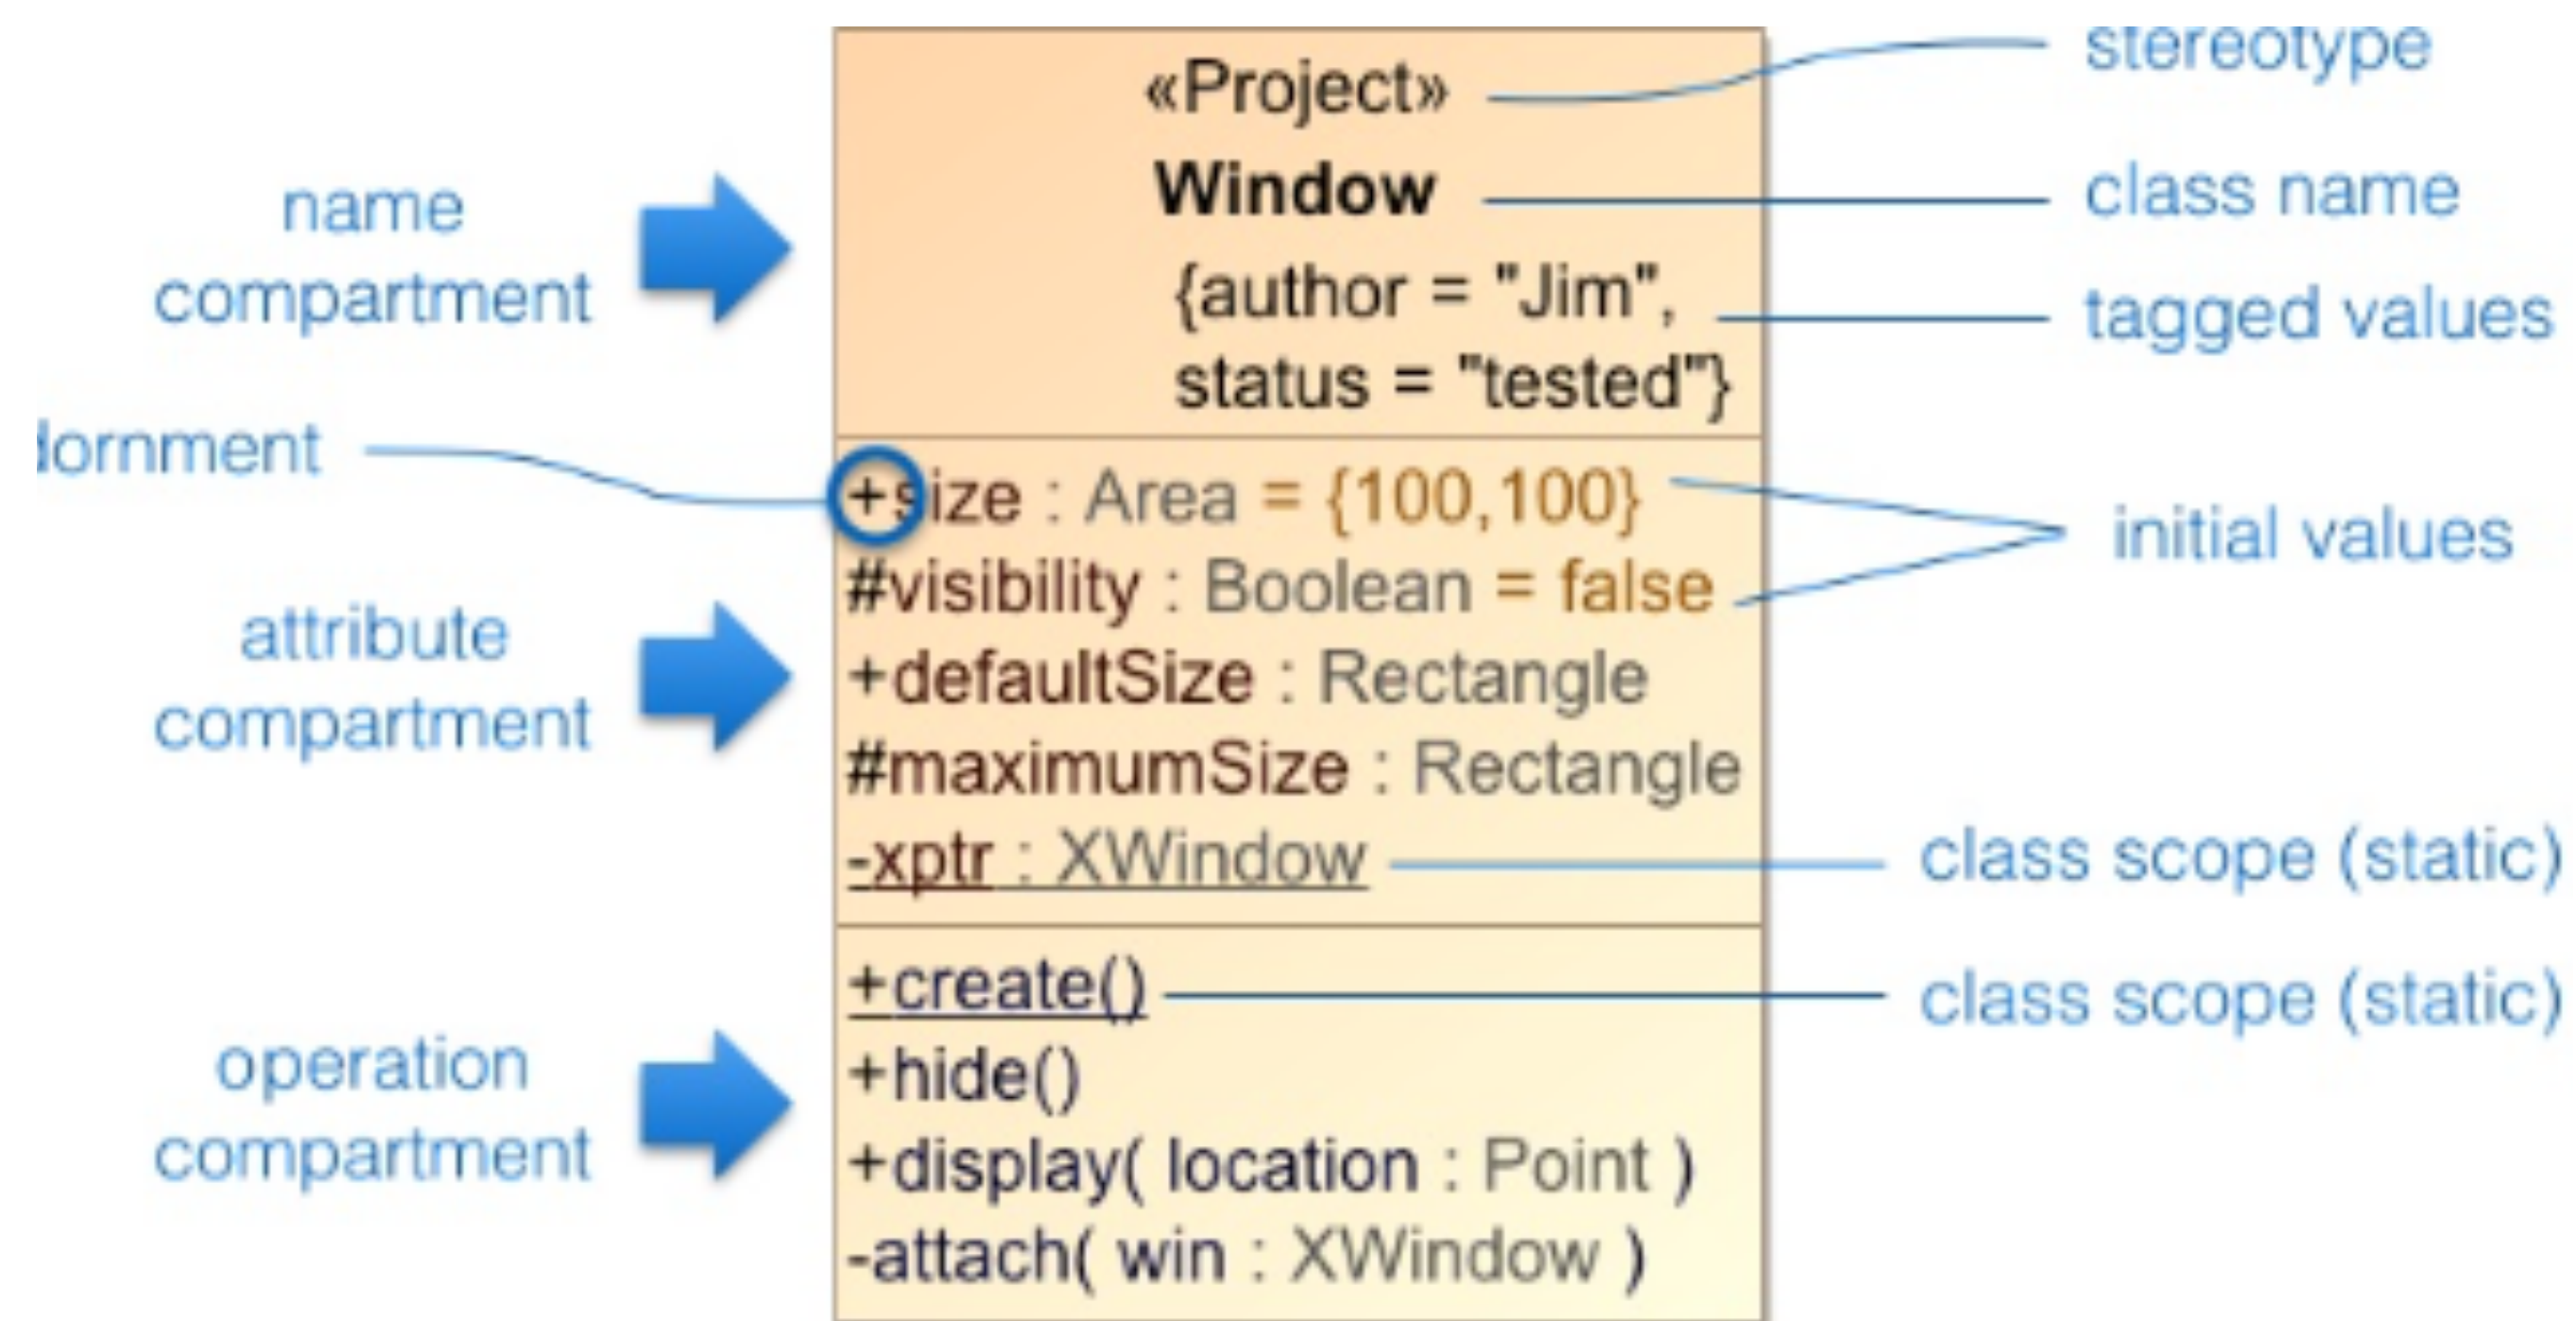 stereotype
«Project»
name
compartment
Window
class name
{author = "Jim",
tagged values
status = "tested"}
dornment
+size : Area = {100,100}
initial values
#visibility : Boolean = false
attribute
compartment
+defaultSize : Rectangle
#maximumSize : Rectangle
-xptr : XWindow
class scope (static)
+create()
class scope (static)
operation
compartment
+hide()
+display( location : Point )
-attach( win : XWindow )